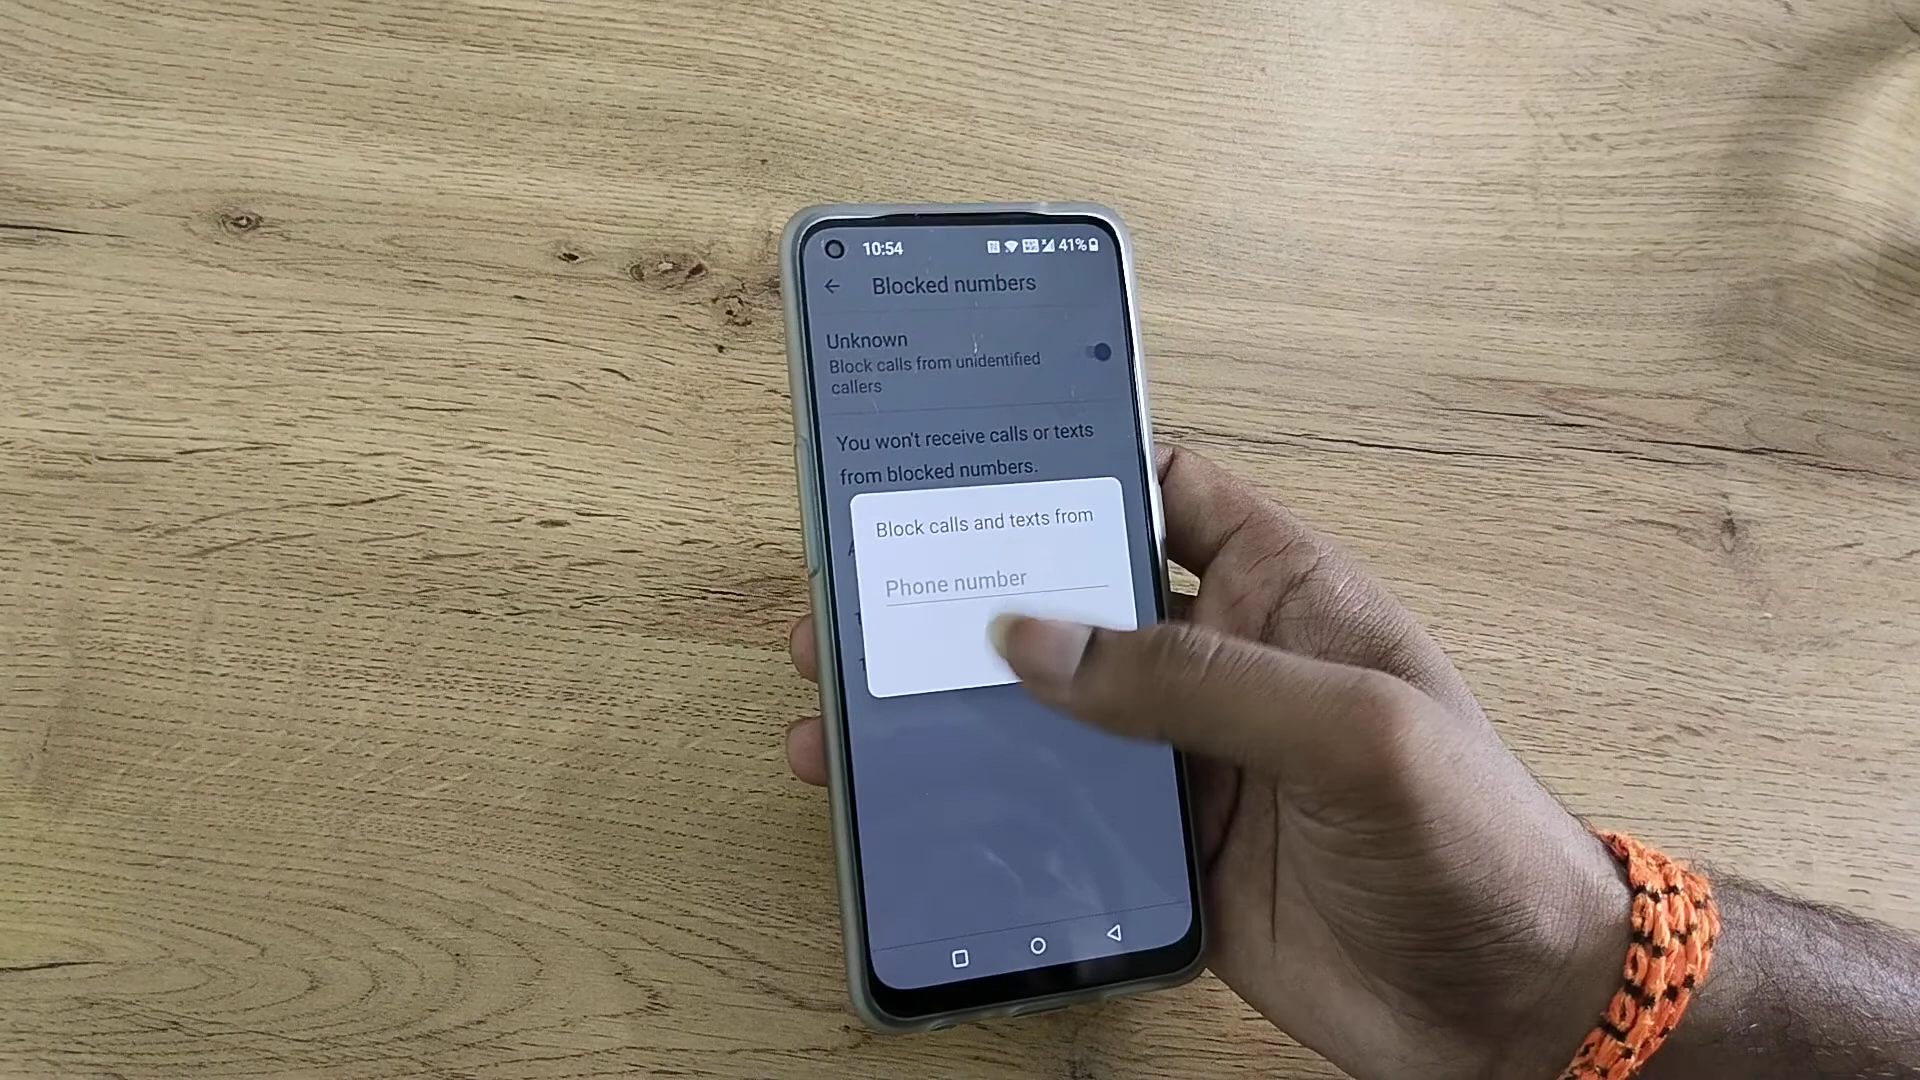 10:54
41%
Blocked numbers
Unknown
Block calls from unidentified
callers
You won't receive calls or texts
from blocked numbers.
Block calls and texts from
Phone number